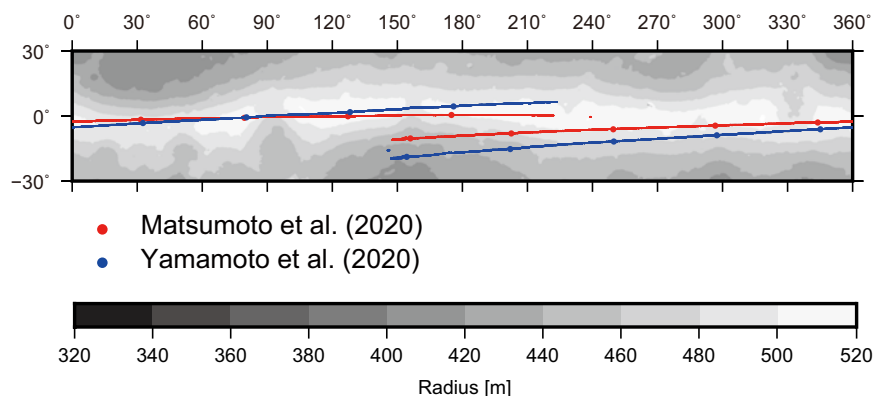 0° 30° 60° 90° 120° 150° 180° 210° 240° 270° 300° 330° 360°
30°
0°
−30°
Matsumoto et al. (2020)
Yamamoto et al. (2020)
320 340 360 380 400 420 440 460 480 500 520
Radius [m]